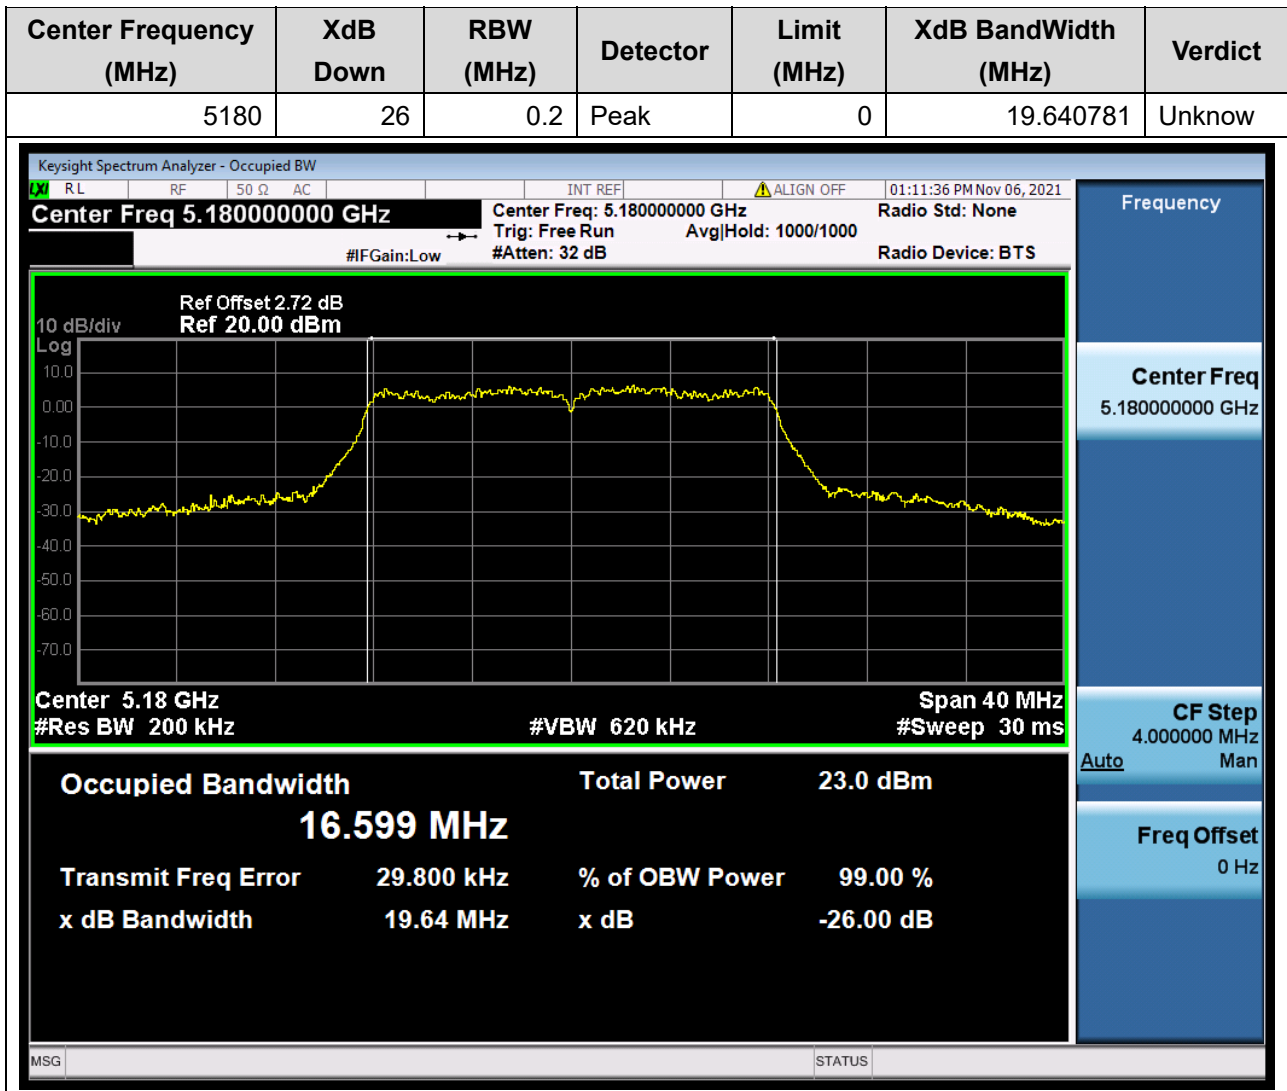 Center Frequency (MHz) XdB Down RBW (MHz) Detector Limit (MHz) XdB BandWidth (MHz) Verdict
5180 26 0.2 Peak 0 19.640781 Unknow
Keysight Spectrum Analyzer - Occupied BW
LXI RL RF 50 Ω AC INT REF ALIGN OFF 01:11:36 PM Nov 06, 2021
Center Freq 5.180000000 GHz Center Freq: 5.180000000 GHz Radio Std: None
Trig: Free Run Avg|Hold: 1000/1000
#IFGain:Low #Atten: 32 dB Radio Device: BTS
Ref Offset 2.72 dB
10 dB/div Ref 20.00 dBm
Log
10.0
0.00
-10.0
-20.0
-30.0
-40.0
-50.0
-60.0
-70.0
Center 5.18 GHz Span 40 MHz
#Res BW 200 kHz #VBW 620 kHz #Sweep 30 ms
Occupied Bandwidth Total Power 23.0 dBm
16.599 MHz
Transmit Freq Error 29.800 kHz % of OBW Power 99.00 %
x dB Bandwidth 19.64 MHz x dB -26.00 dB
Frequency
Center Freq
5.180000000 GHz
CF Step
4.000000 MHz
Auto Man
Freq Offset
0 Hz
MSG STATUS